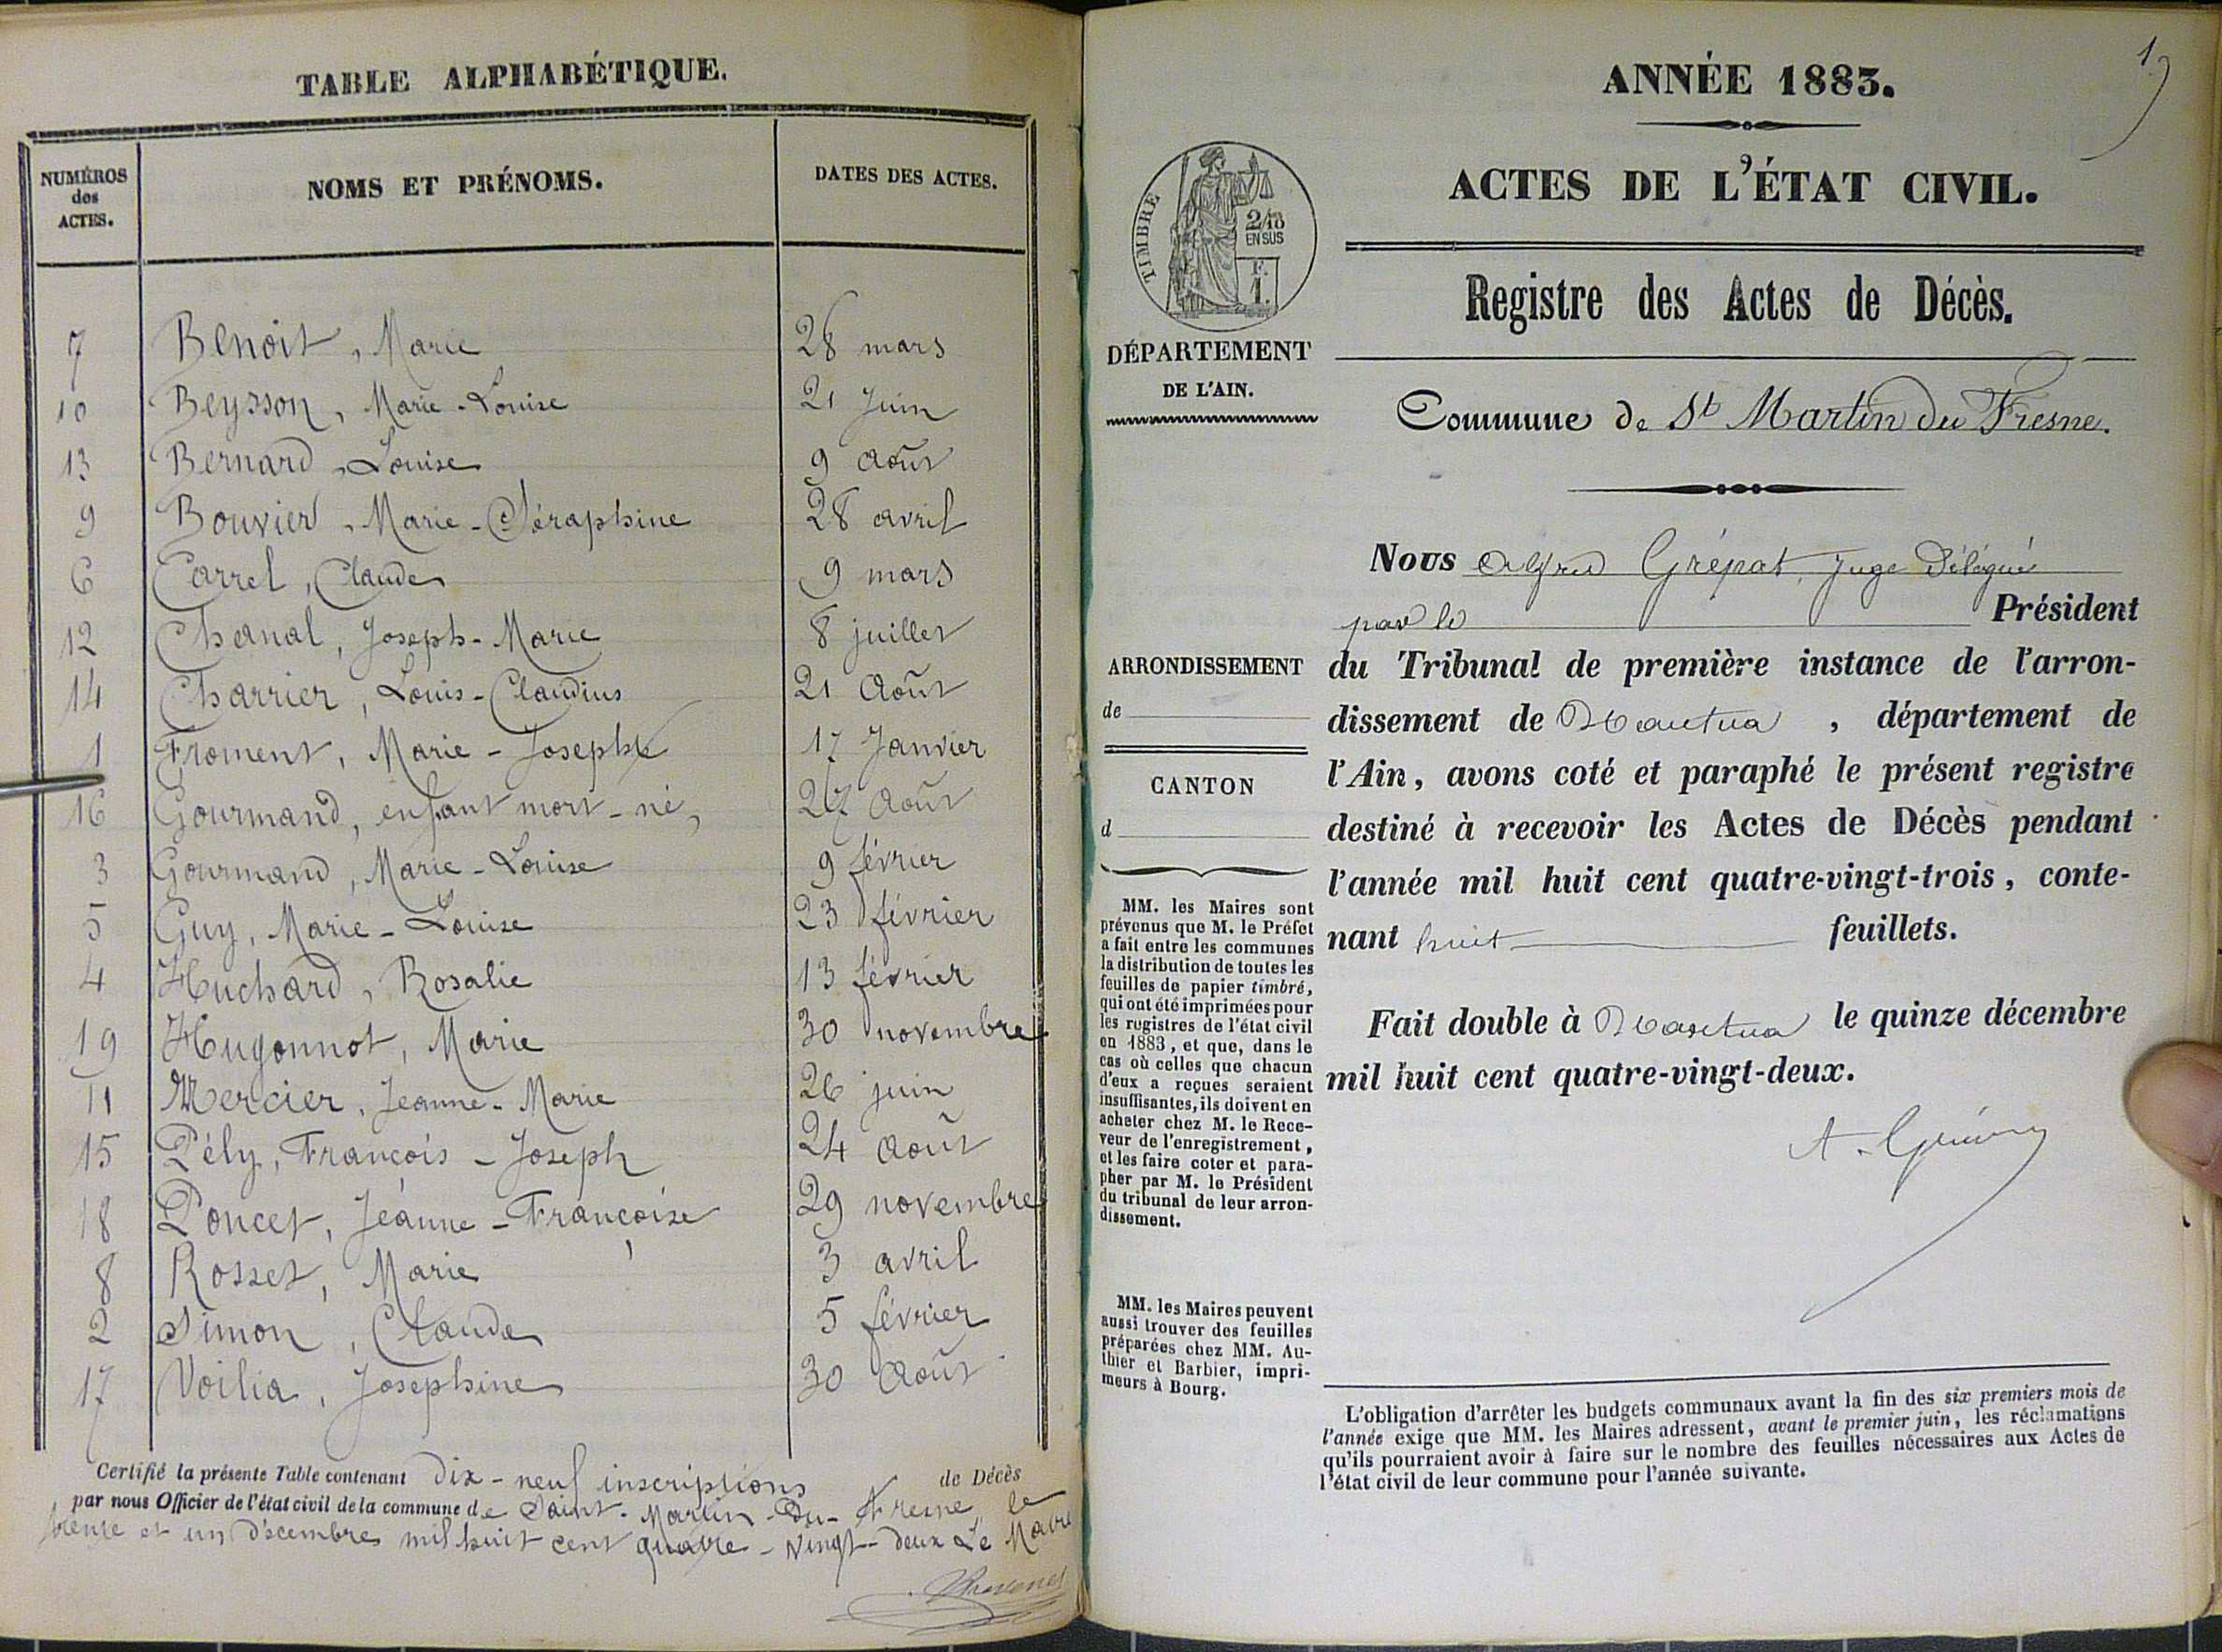 TABLE ALPHABÉTIQUE.
NUMÉROS des ACTES. NOMS ET PRÉNOMS. DATES DES ACTES.
7 Benoit, Marie 28 mars
10 Beysson, Marie-Louise 21 Juin
13 Bernard, Louise 9 Août
9 Bouvier, Marie-Séraphine 28 avril
6 Carrel, Claude 9 mars
12 Chanal, Joseph-Marie 8 juillet
14 Charrier, Louis-Claudius 21 Août
1 Froment, Marie-Joseph 17 Janvier
16 Gourmand, enfant mort-né, 27 Août
3 Gourmand, Marie-Louise 9 février
5 Guy, Marie-Louise 23 février
4 Huchard, Rosalie 13 février
19 Hugonnot, Marie 30 novembre
11 Mercier, Jeanne-Marie 26 juin
15 Pély, François-Joseph 24 Août
18 Poncet, Jeanne-Françoise 29 novembre
8 Rosset, Marie 3 avril
2 Simon, Claude 5 février
17 Voilia, Josephine 30 Août
Certifié la présente Table contenant Dix-neuf inscriptions de Décès
par nous Officier de l'état civil de la commune de Saint-Martin-du-Fresne le
trente et un décembre mil huit cent quatre-vingt-deux Le Maire
1
ANNÉE 1883.
ACTES DE L'ÉTAT CIVIL.
TIMBRE
2/10
EN SUS
F.
1.
Registre des Actes de Décès.
DÉPARTEMENT
DE L'AIN.
Commune de St Martin du Fresne.
Nous Alfred Grépat, juge Délégué
par le Président
du Tribunal de première instance de l'arron-
dissement de Nantua, département de
l'Ain, avons coté et paraphé le présent registre
destiné à recevoir les Actes de Décès pendant
l'année mil huit cent quatre-vingt-trois, conte-
nant huit feuillets.
Fait double à Nantua le quinze décembre
mil huit cent quatre-vingt-deux.
ARRONDISSEMENT
de
CANTON
d
MM. les Maires sont
prévenus que M. le Préfet
a fait entre les communes
la distribution de toutes les
feuilles de papier timbré,
qui ont été imprimées pour
les registres de l'état civil
en 1883, et que, dans le
cas où celles que chacun
d'eux a reçues seraient
insuffisantes, ils doivent en
acheter chez M. le Rece-
veur de l'enregistrement,
et les faire coter et para-
pher par M. le Président
du tribunal de leur arron-
dissement.
MM. les Maires peuvent
aussi trouver des feuilles
préparées chez MM. Au-
thier et Barbier, impri-
meurs à Bourg.
L'obligation d'arrêter les budgets communaux avant la fin des six premiers mois de
l'année exige que MM. les Maires adressent, avant le premier juin, les réclamations
qu'ils pourraient avoir à faire sur le nombre des feuilles nécessaires aux Actes de
l'état civil de leur commune pour l'année suivante.